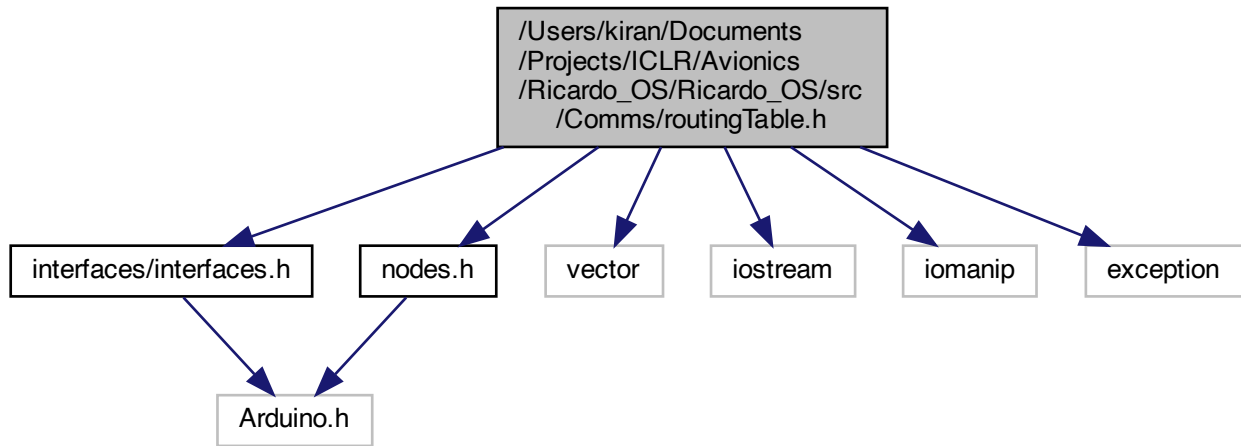 /Users/kiran/Documents
/Projects/ICLR/Avionics
/Ricardo_OS/Ricardo_OS/src
/Comms/routingTable.h
interfaces/interfaces.h
nodes.h
vector
iostream
iomanip
exception
Arduino.h